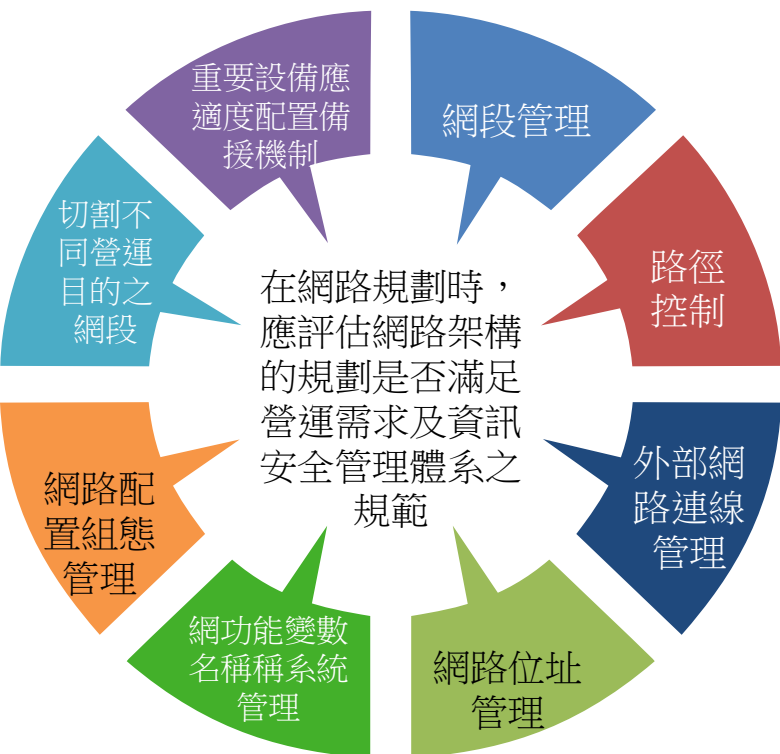 重要設備應
適度配置備
援機制
網段管理
切割不
同營運
目的之
網段
路徑
控制
在網路規劃時，
應評估網路架構
的規劃是否滿足
營運需求及資訊
安全管理體系之
規範
網路配
置組態
管理
外部網
路連線
管理
網功能變數
名稱稱系統
管理
網路位址
管理